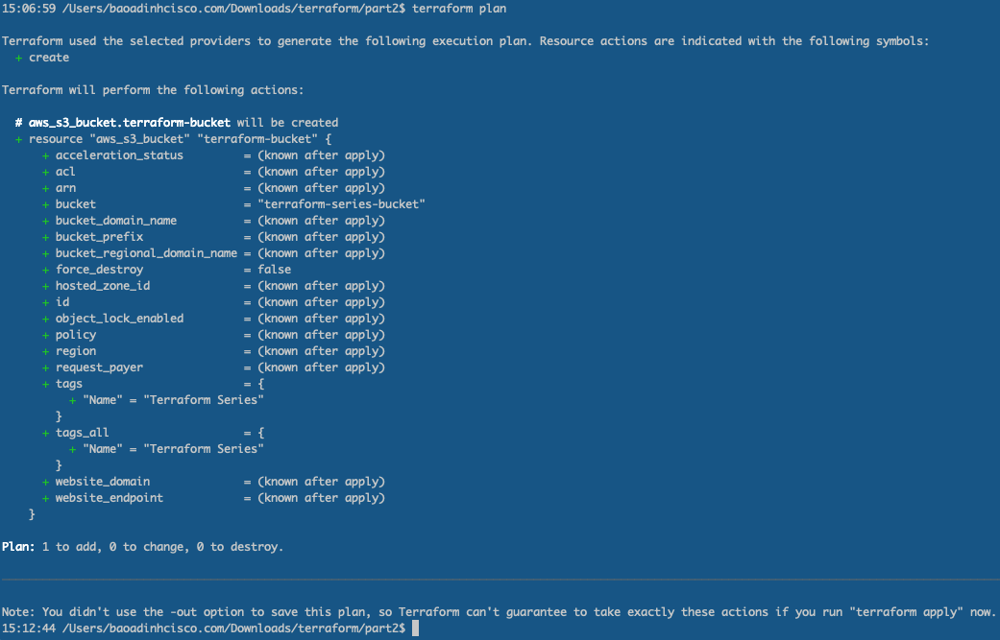 15:06:59 /Users/baoadinhcisco.com/Downloads/terraform/part2$ terraform plan
Terraform used the selected providers to generate the following execution plan. Resource actions are indicated with the following symbols:
  + create
Terraform will perform the following actions:
  # aws_s3_bucket.terraform-bucket will be created
  + resource "aws_s3_bucket" "terraform-bucket" {
      + acceleration_status         = (known after apply)
      + acl                         = (known after apply)
      + arn                         = (known after apply)
      + bucket                      = "terraform-series-bucket"
      + bucket_domain_name          = (known after apply)
      + bucket_prefix               = (known after apply)
      + bucket_regional_domain_name = (known after apply)
      + force_destroy               = false
      + hosted_zone_id              = (known after apply)
      + id                          = (known after apply)
      + object_lock_enabled         = (known after apply)
      + policy                      = (known after apply)
      + region                      = (known after apply)
      + request_payer               = (known after apply)
      + tags                        = {
          + "Name" = "Terraform Series"
        }
      + tags_all                    = {
          + "Name" = "Terraform Series"
        }
      + website_domain              = (known after apply)
      + website_endpoint            = (known after apply)
    }
Plan: 1 to add, 0 to change, 0 to destroy.
Note: You didn't use the -out option to save this plan, so Terraform can't guarantee to take exactly these actions if you run "terraform apply" now.
15:12:44 /Users/baoadinhcisco.com/Downloads/terraform/part2$